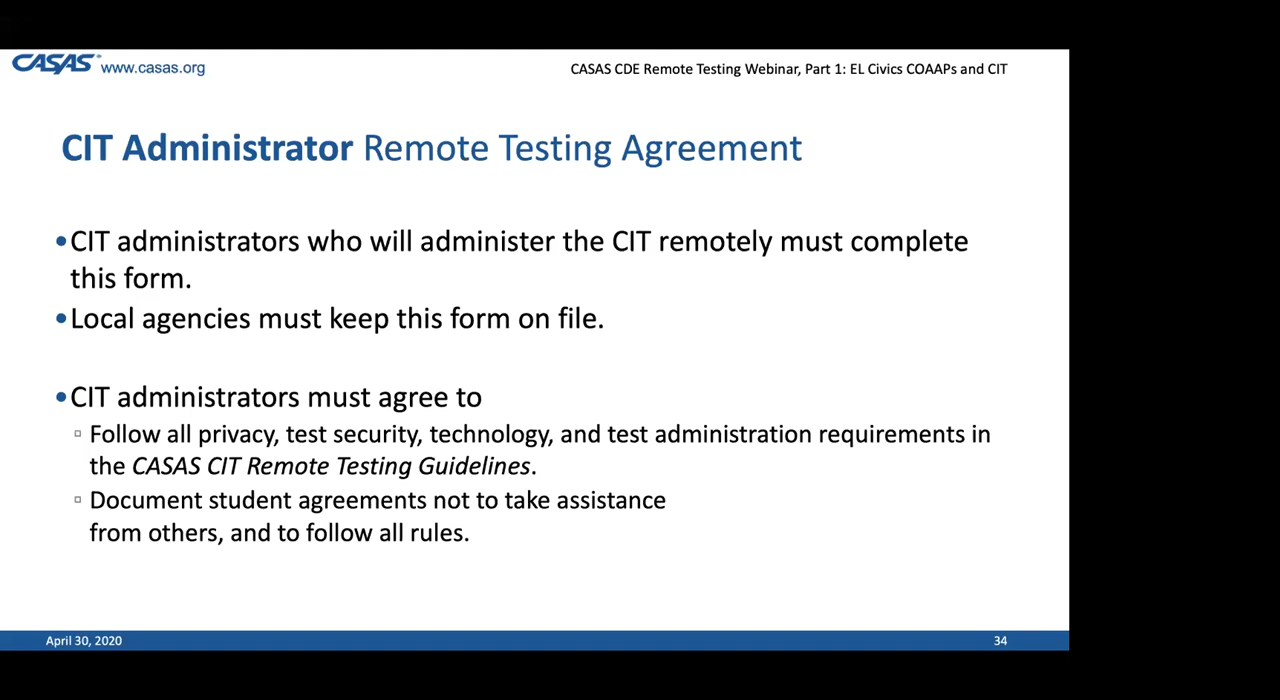 CASAS® www.casas.org
CASAS CDE Remote Testing Webinar, Part 1: EL Civics COAAPs and CIT
CIT Administrator Remote Testing Agreement
•CIT administrators who will administer the CIT remotely must complete
this form.
•Local agencies must keep this form on file.
•CIT administrators must agree to
▫ Follow all privacy, test security, technology, and test administration requirements in
the CASAS CIT Remote Testing Guidelines.
▫ Document student agreements not to take assistance
from others, and to follow all rules.
April 30, 2020
34